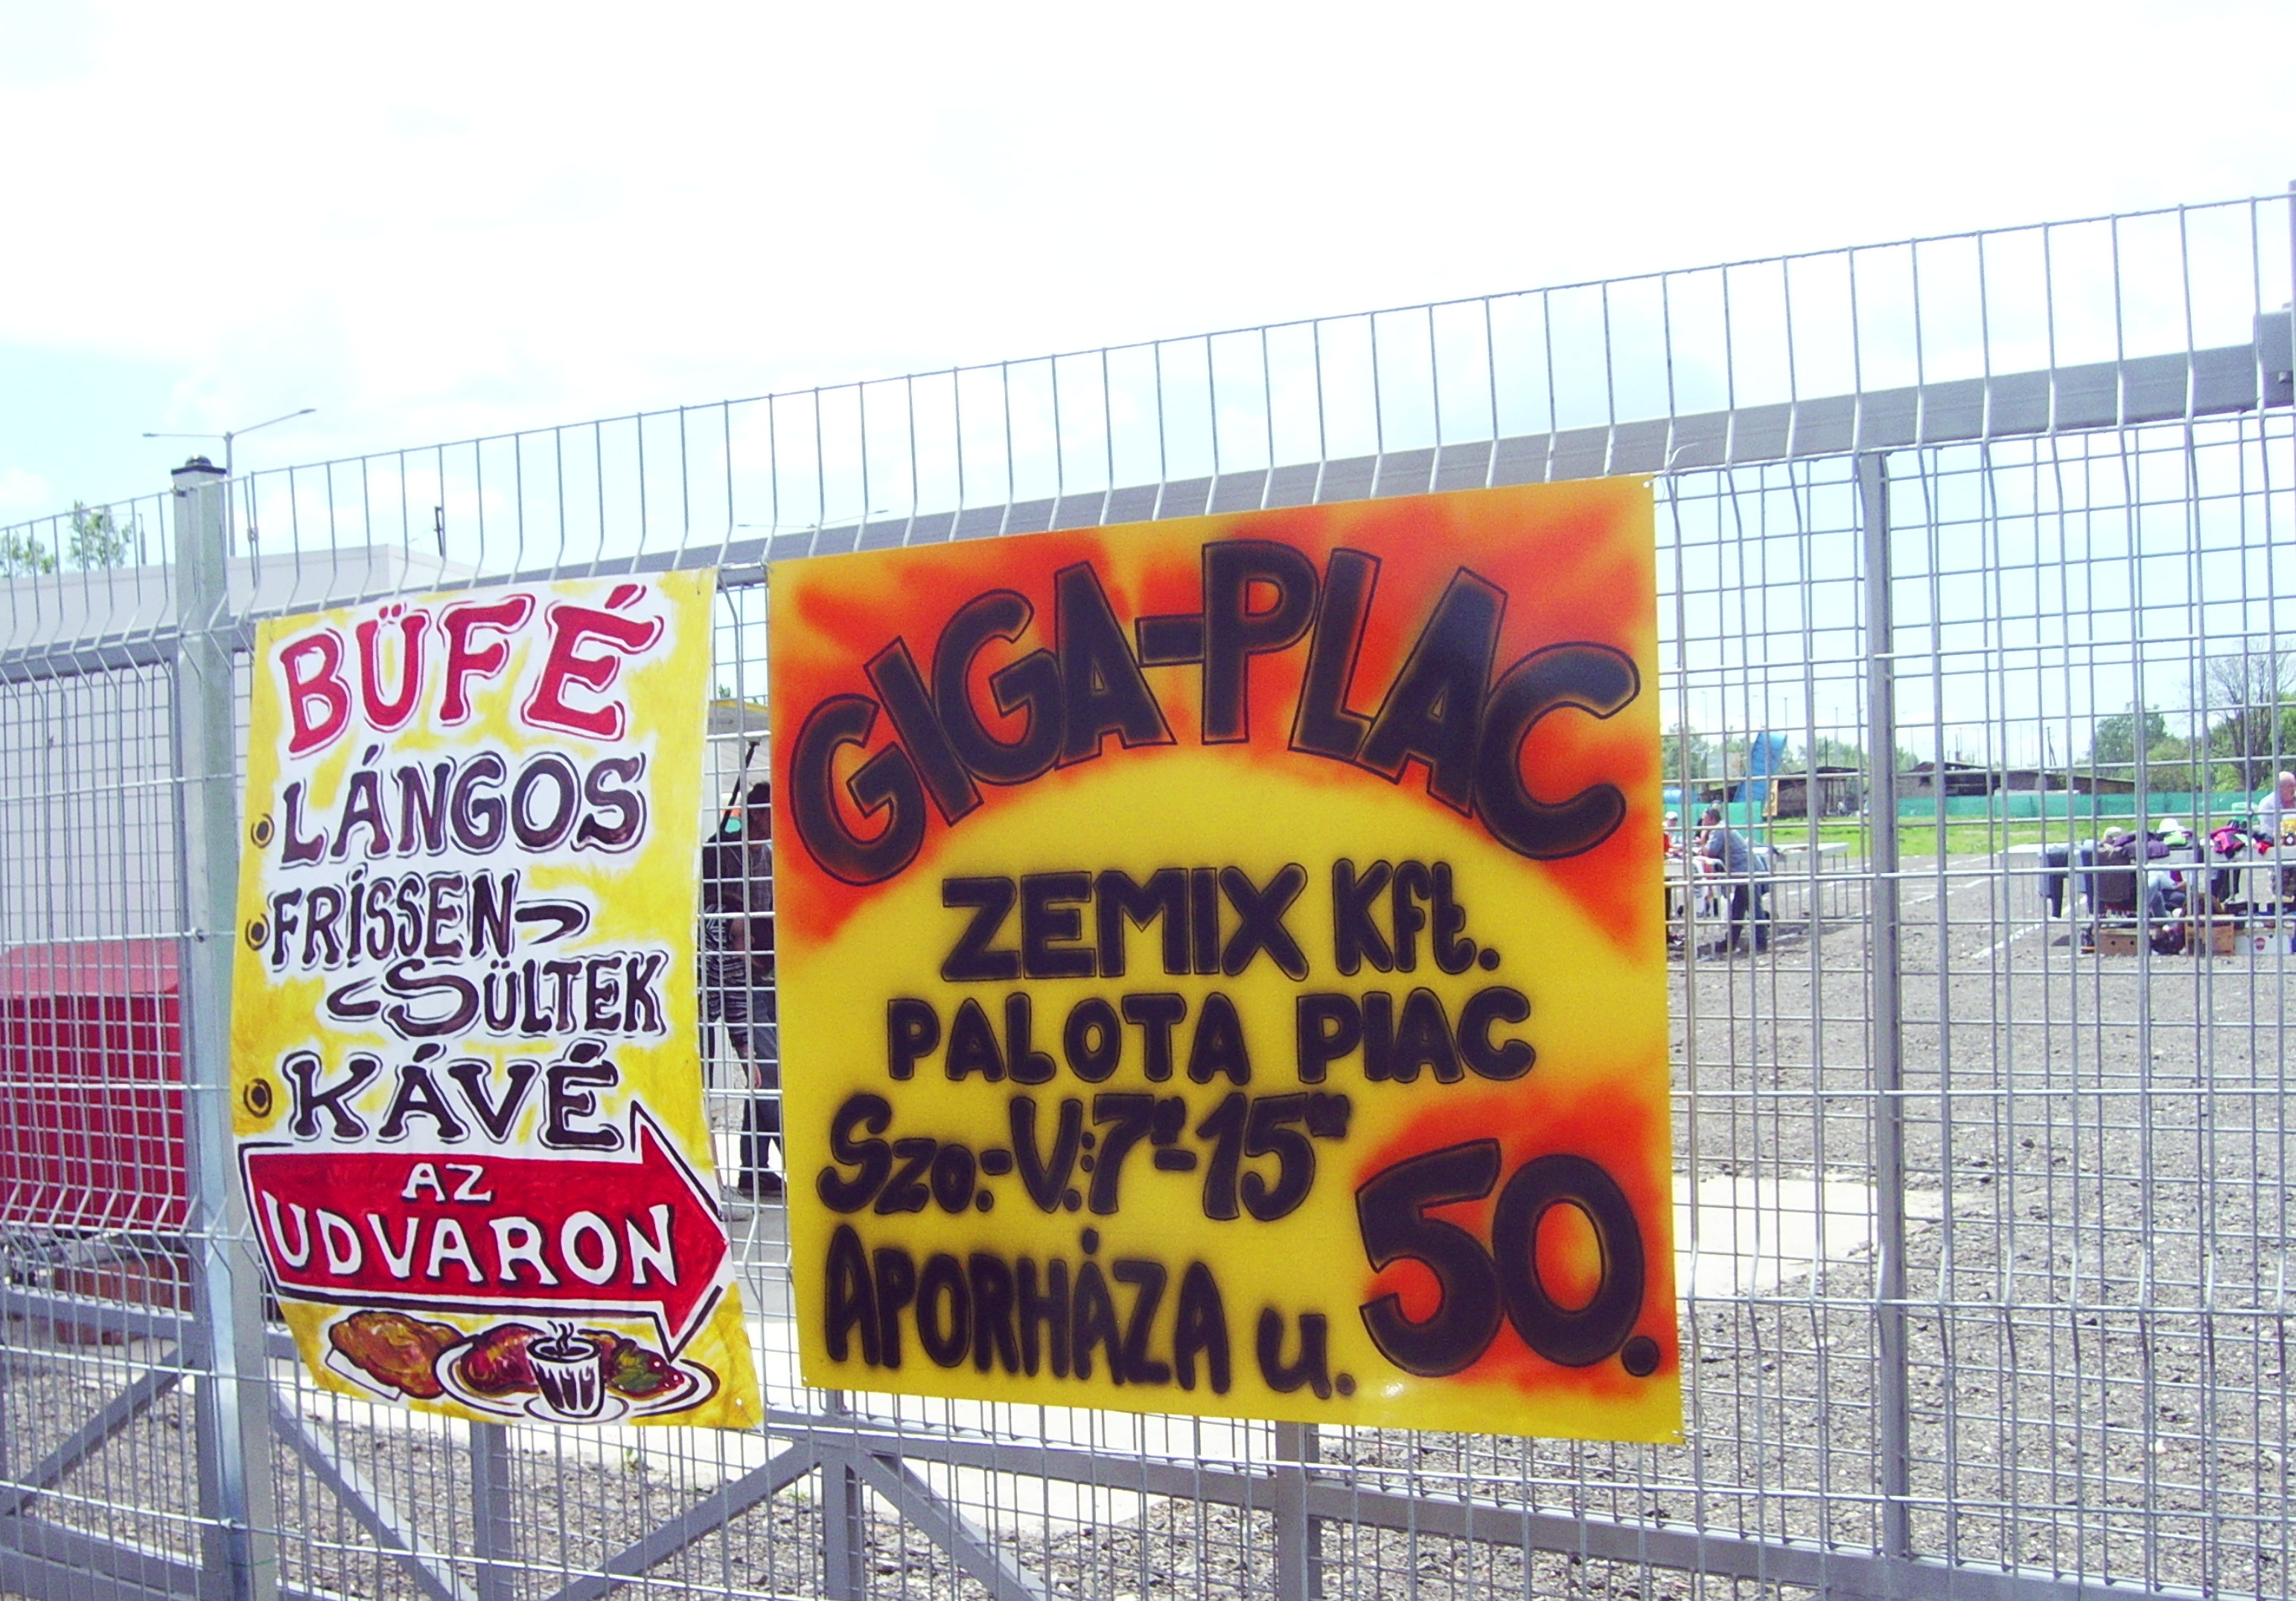 BÜFÉ
LÁNGOS
FRISSEN-
SÜLTEK
KÁVÉ
AZ
UDVARON
GIGA-PLAC
ZEMIX Kft.
PALOTA PIAC
Szo.-V.:7⁰⁰-15⁰⁰
APORHÁZA u. 50.